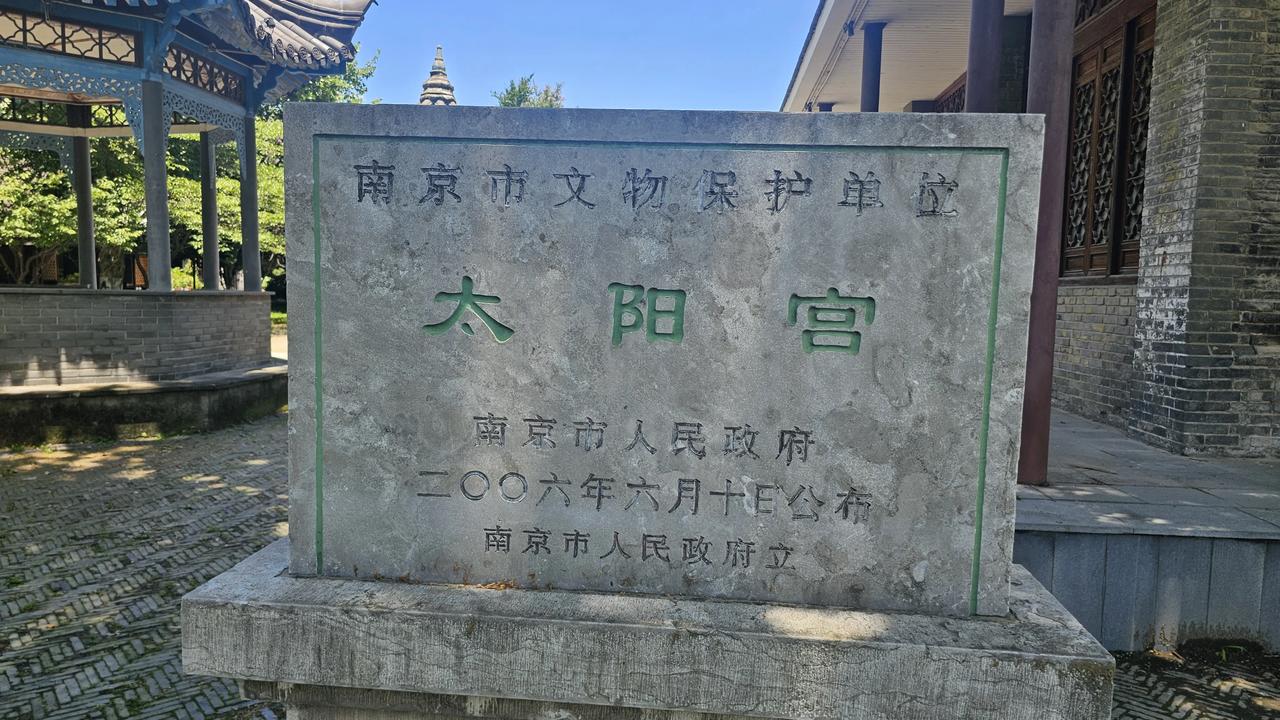 南京市文物保护单位
太阳宫
南京市人民政府
二〇〇六年六月十日公布
南京市人民政府立